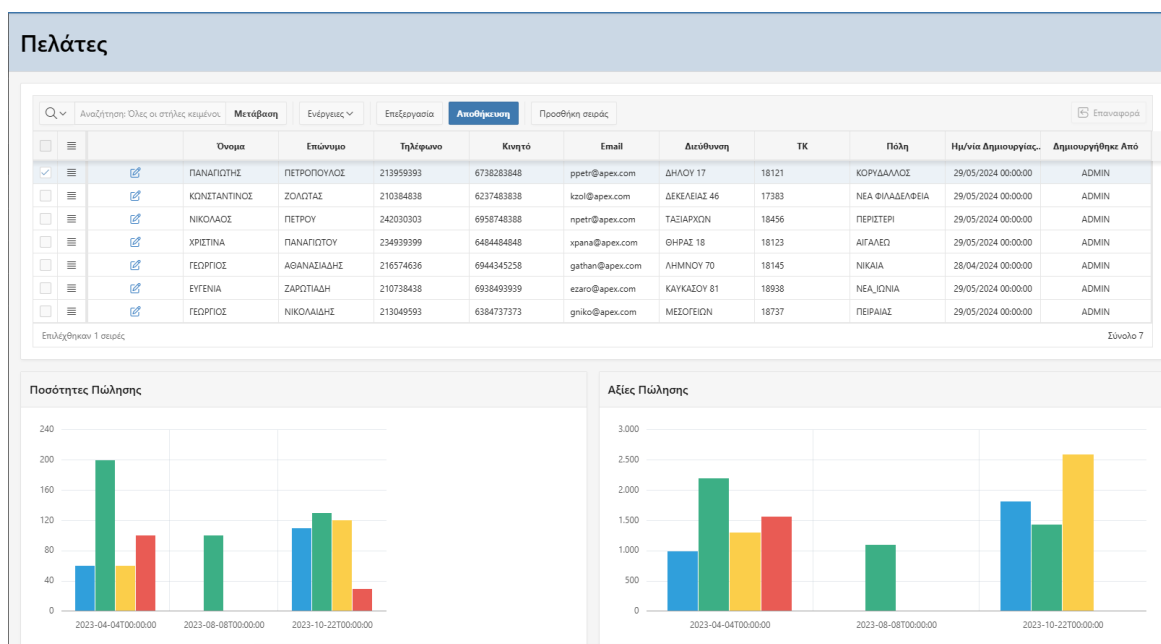 Πελάτες
Αναζήτηση: Όλες οι στήλες κειμένου Μετάβαση Ενέργειες Επεξεργασία Αποθήκευση Προσθήκη σειράς Επαναφορά
Όνομα Επώνυμο Τηλέφωνο Κινητό Email Διεύθυνση ΤΚ Πόλη Ημ/νία Δημιουργίας.. Δημιουργήθηκε Από
ΠΑΝΑΓΙΩΤΗΣ ΠΕΤΡΟΠΟΥΛΟΣ 213959393 6738283848 ppetr@apex.com ΔΗΛΟΥ 17 18121 ΚΟΡΥΔΑΛΛΟΣ 29/05/2024 00:00:00 ADMIN
ΚΩΝΣΤΑΝΤΙΝΟΣ ΖΟΛΩΤΑΣ 210384838 6237483838 kzol@apex.com ΔΕΚΕΛΕΙΑΣ 46 17383 ΝΕΑ ΦΙΛΑΔΕΛΦΕΙΑ 29/05/2024 00:00:00 ADMIN
ΝΙΚΟΛΑΟΣ ΠΕΤΡΟΥ 242030303 6958748388 npetr@apex.com ΤΑΞΙΑΡΧΩΝ 18456 ΠΕΡΙΣΤΕΡΙ 29/05/2024 00:00:00 ADMIN
ΧΡΙΣΤΙΝΑ ΠΑΝΑΓΙΩΤΟΥ 234939399 6484484848 xpana@apex.com ΘΗΡΑΣ 18 18123 ΑΙΓΑΛΕΩ 29/05/2024 00:00:00 ADMIN
ΓΕΩΡΓΙΟΣ ΑΘΑΝΑΣΙΑΔΗΣ 216574636 6944345258 gathan@apex.com ΛΗΜΝΟΥ 70 18145 ΝΙΚΑΙΑ 28/04/2024 00:00:00 ADMIN
ΕΥΓΕΝΙΑ ΖΑΡΩΤΙΑΔΗ 210738438 6938493939 ezaro@apex.com ΚΑΥΚΑΣΟΥ 81 18938 ΝΕΑ_ΙΩΝΙΑ 29/05/2024 00:00:00 ADMIN
ΓΕΩΡΓΙΟΣ ΝΙΚΟΛΑΙΔΗΣ 213049593 6384737373 gniko@apex.com ΜΕΣΟΓΕΙΩΝ 18737 ΠΕΙΡΑΙΑΣ 29/05/2024 00:00:00 ADMIN
Επιλέχθηκαν 1 σειρές Σύνολο 7
Ποσότητες Πώλησης
240
200
160
120
80
40
0
2023-04-04T00:00:00 2023-08-08T00:00:00 2023-10-22T00:00:00
Αξίες Πώλησης
3.000
2.500
2.000
1.500
1.000
500
0
2023-04-04T00:00:00 2023-08-08T00:00:00 2023-10-22T00:00:00